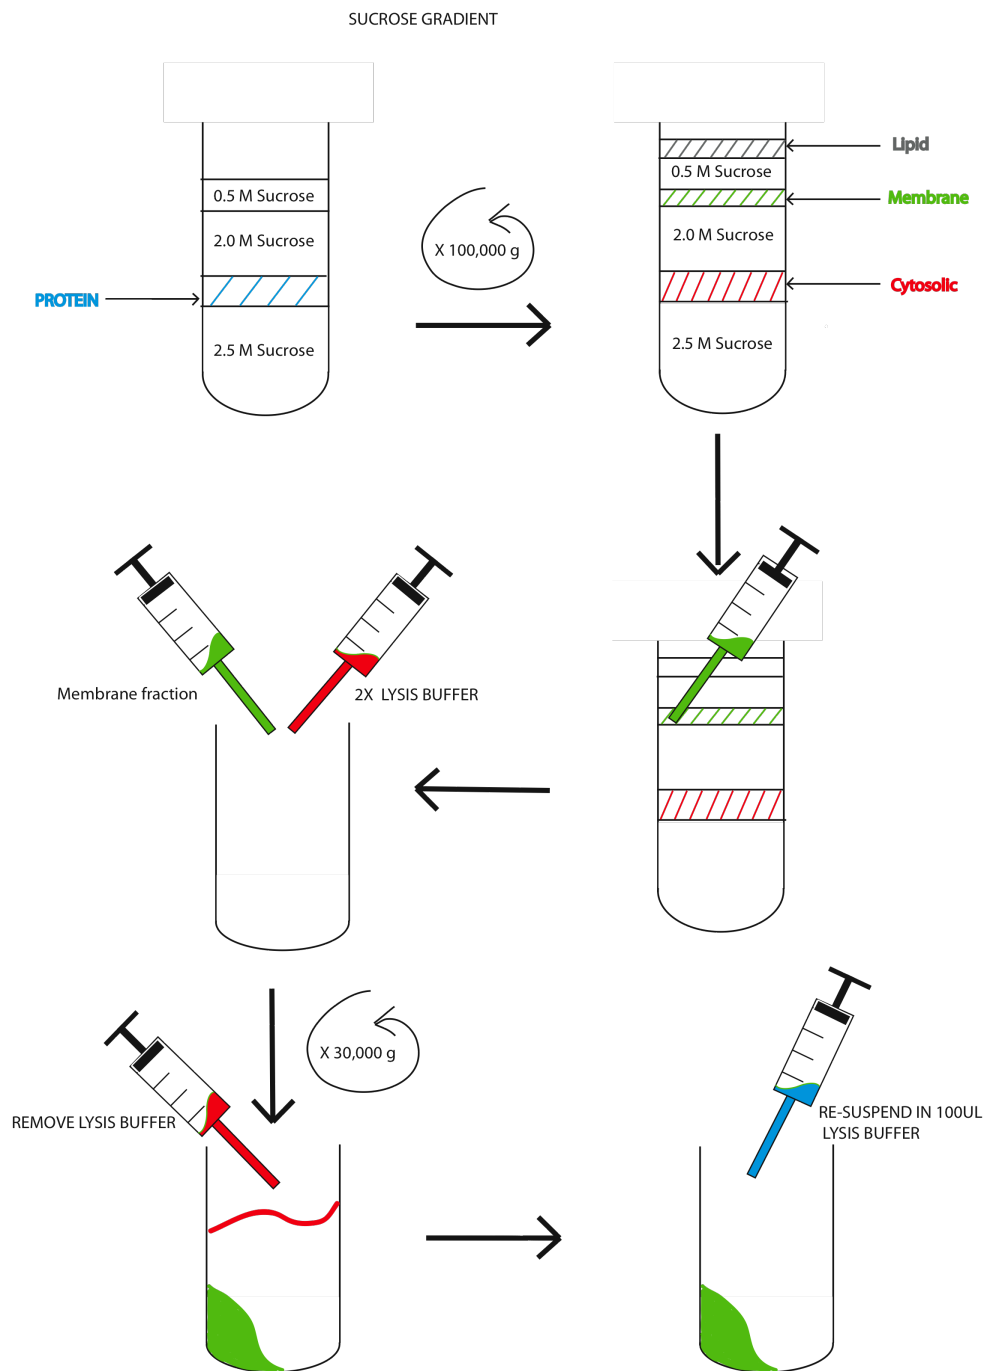 SUCROSE GRADIENT
0.5 M Sucrose
2.0 M Sucrose
PROTEIN
2.5 M Sucrose
X 100,000 g
Lipid
0.5 M Sucrose
Membrane
2.0 M Sucrose
Cytosolic
2.5 M Sucrose
Membrane fraction
2X LYSIS BUFFER
X 30,000 g
REMOVE LYSIS BUFFER
RE-SUSPEND IN 100UL
LYSIS BUFFER